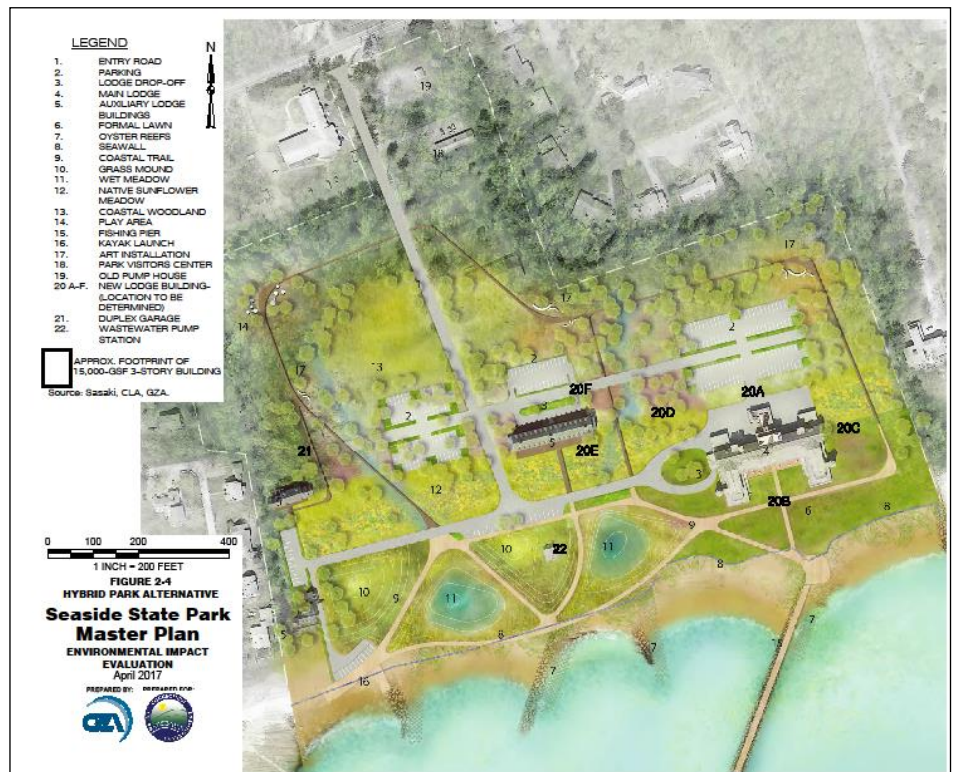 LEGEND
1. ENTRY ROAD
2. PARKING
3. LODGE DROP-OFF
4. MAIN LODGE
5. AUXILIARY LODGE
BUILDINGS
6. FORMAL LAWN
7. OYSTER REEFS
8. SEAWALL
9. COASTAL TRAIL
10. GRASS MOUND
11. WET MEADOW
12. NATIVE SUNFLOWER
MEADOW
13. COASTAL WOODLAND
14. PLAY AREA
15. FISHING PIER
16. KAYAK LAUNCH
17. ART INSTALLATION
18. PARK VISITORS CENTER
19. OLD PUMP HOUSE
20 A-F. NEW LODGE BUILDING-
(LOCATION TO BE
DETERMINED)
21. DUPLEX GARAGE
22. WASTEWATER PUMP
STATION
APPROX. FOOTPRINT OF
15,000-GSF 3-STORY BUILDING
Source: Sasaki, CLA, GZA.
N
19
18
17
17
14
13
2
2
17
2
20F
3
20A
20D
20C
21
5
20E
4
12
3
20B
6
8
9
10
22
11
8
10
9
11
7
5
8
7
7
16
0 100 200 400
1 INCH = 200 FEET
FIGURE 2-4
HYBRID PARK ALTERNATIVE
Seaside State Park
Master Plan
ENVIRONMENTAL IMPACT
EVALUATION
April 2017
PREPARED BY: PREPARED FOR:
GZA